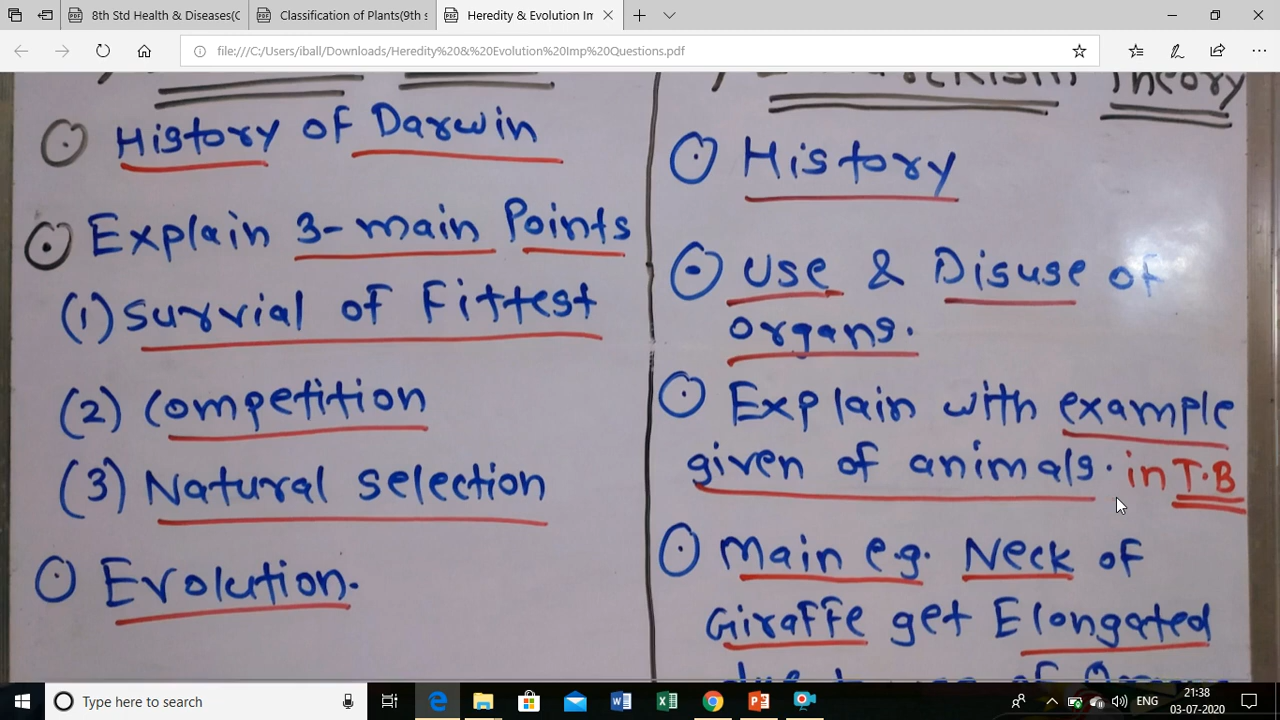 8th Std Health & Diseases(C
Classification of Plants(9th s
Heredity & Evolution Im
file:///C:/Users/iball/Downloads/Heredity%20&%20Evolution%20Imp%20Questions.pdf
History of Darwin
Explain 3-main Points
(1) Survial of Fittest
(2) Competition
(3) Natural selection
Evolution.
Theory
History
Use & Disuse of
organs.
Explain with example
given of animals. in T.B
Main e.g. Neck of
Giraffe get Elongated
Type here to search
ENG
21:38
03-07-2020